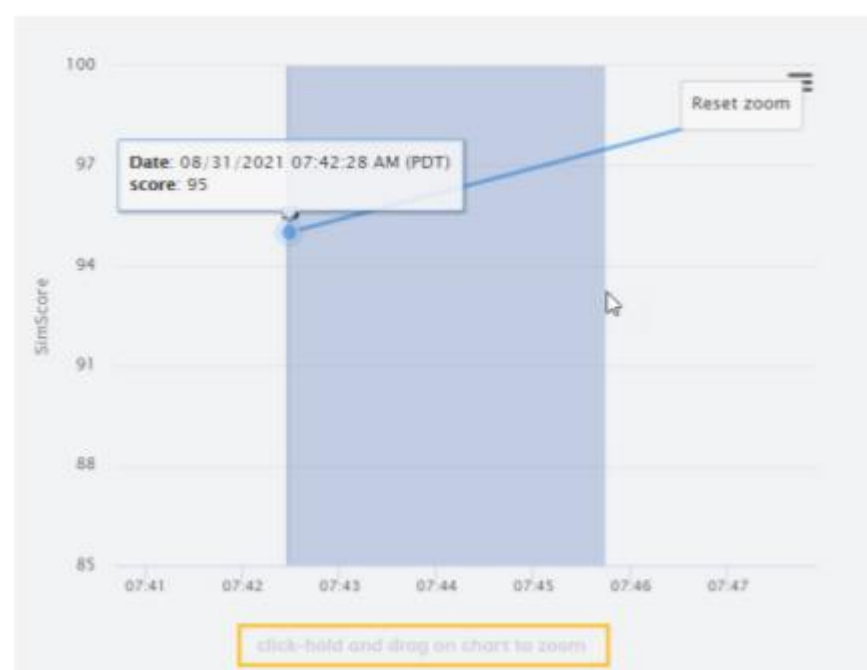 100
Reset zoom
97
Date: 08/31/2021 07:42:28 AM (PDT)
score: 95
94
SimScore
91
88
85
07:41 07:42 07:43 07:44 07:45 07:46 07:47
click-hold and drag on chart to zoom